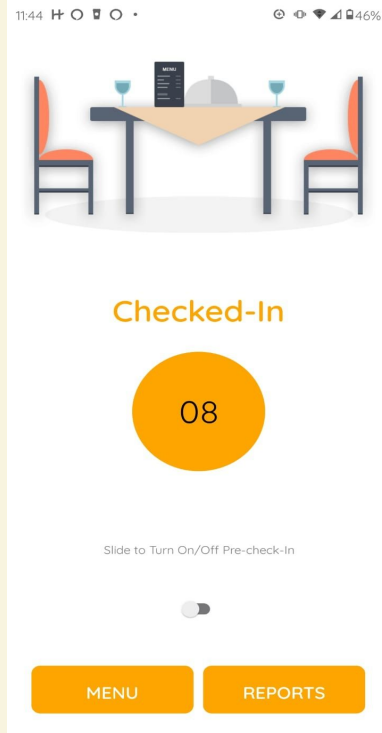 11:44
46%
MENU
Checked-In
08
Slide to Turn On/Off Pre-check-In
MENU
REPORTS